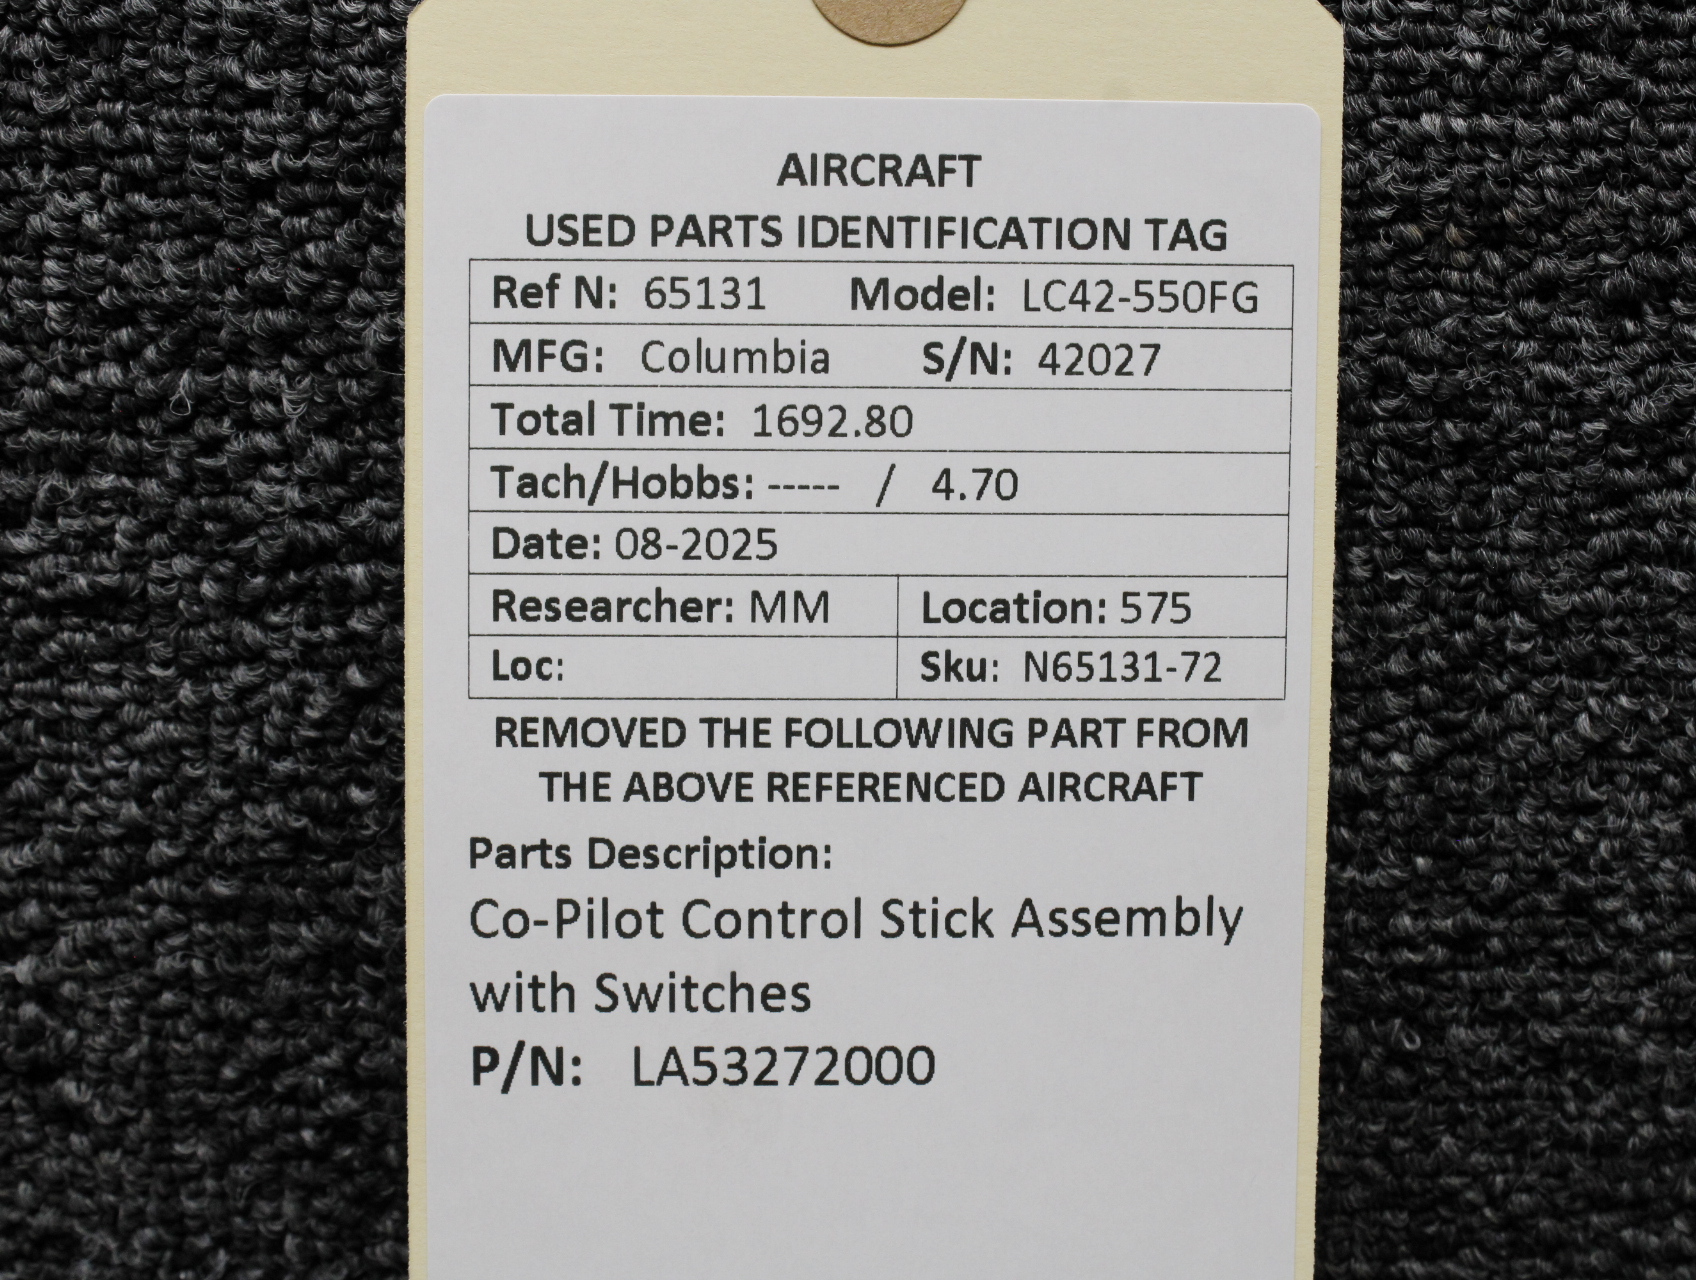 AIRCRAFT
USED PARTS IDENTIFICATION TAG
Ref N: 65131 Model: LC42-550FG
MFG: Columbia S/N: 42027
Total Time: 1692.80
Tach/Hobbs: ----- / 4.70
Date: 08-2025
Researcher: MM Location: 575
Loc: Sku: N65131-72
REMOVED THE FOLLOWING PART FROM
THE ABOVE REFERENCED AIRCRAFT
Parts Description:
Co-Pilot Control Stick Assembly
with Switches
P/N: LA53272000